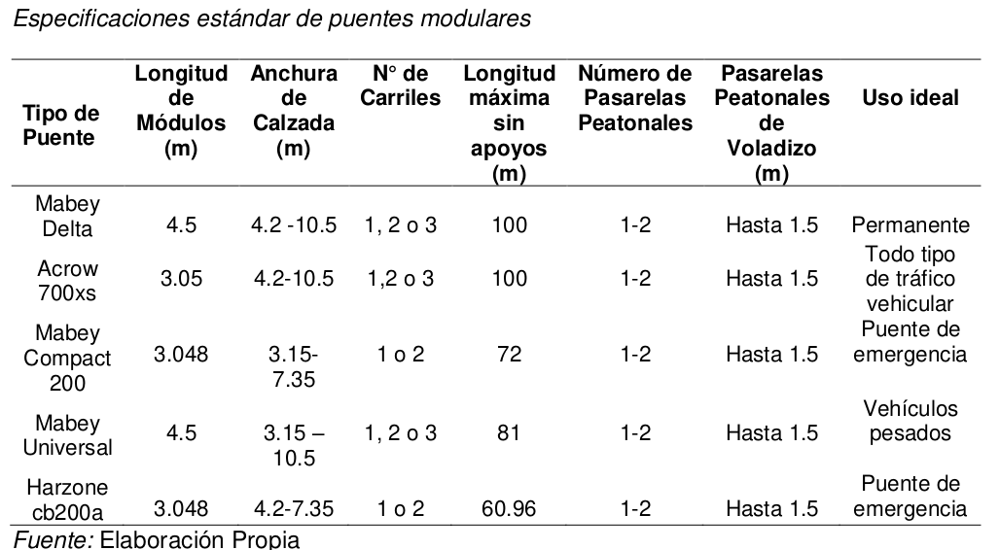 Especificaciones estándar de puentes modulares
Tipo de Puente | Longitud de Módulos (m) | Anchura de Calzada (m) | N° de Carriles | Longitud máxima sin apoyos (m) | Número de Pasarelas Peatonales | Pasarelas Peatonales de Voladizo (m) | Uso ideal
Mabey Delta | 4.5 | 4.2 -10.5 | 1, 2 o 3 | 100 | 1-2 | Hasta 1.5 | Permanente
Acrow 700xs | 3.05 | 4.2-10.5 | 1,2 o 3 | 100 | 1-2 | Hasta 1.5 | Todo tipo de tráfico vehicular
Mabey Compact 200 | 3.048 | 3.15-7.35 | 1 o 2 | 72 | 1-2 | Hasta 1.5 | Puente de emergencia
Mabey Universal | 4.5 | 3.15 – 10.5 | 1, 2 o 3 | 81 | 1-2 | Hasta 1.5 | Vehículos pesados
Harzone cb200a | 3.048 | 4.2-7.35 | 1 o 2 | 60.96 | 1-2 | Hasta 1.5 | Puente de emergencia
Fuente: Elaboración Propia